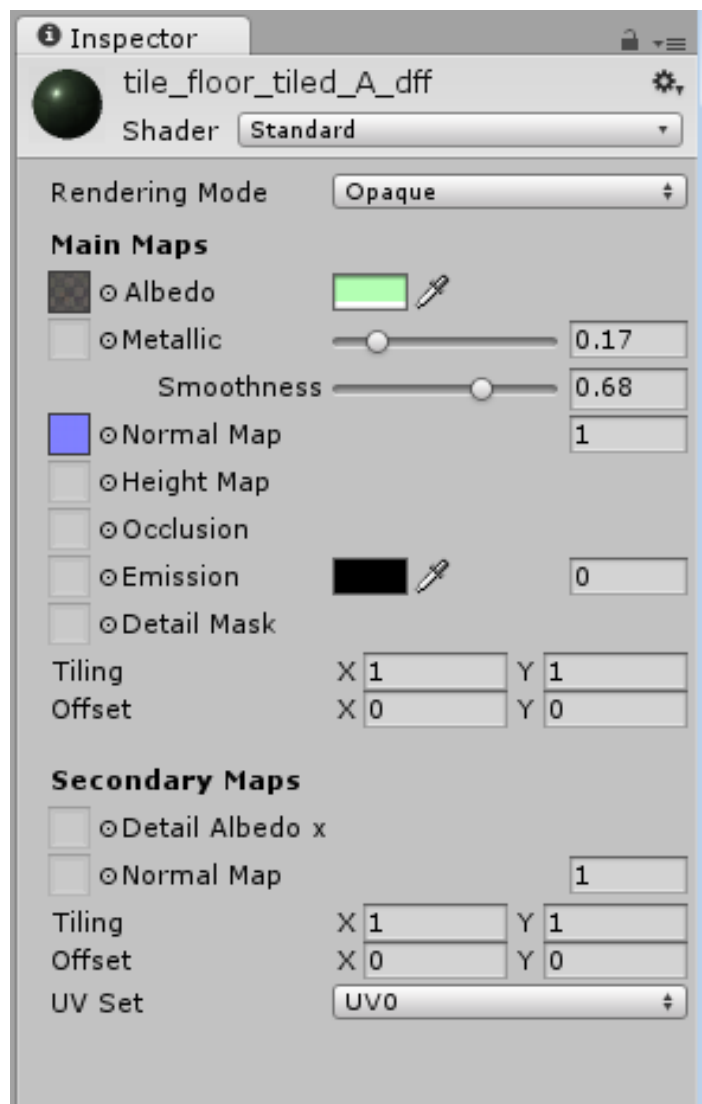 Inspector
tile_floor_tiled_A_dff
Shader Standard
Rendering Mode Opaque
Main Maps
Albedo
Metallic 0.17
Smoothness 0.68
Normal Map 1
Height Map
Occlusion
Emission 0
Detail Mask
Tiling X 1 Y 1
Offset X 0 Y 0
Secondary Maps
Detail Albedo x
Normal Map 1
Tiling X 1 Y 1
Offset X 0 Y 0
UV Set UV0